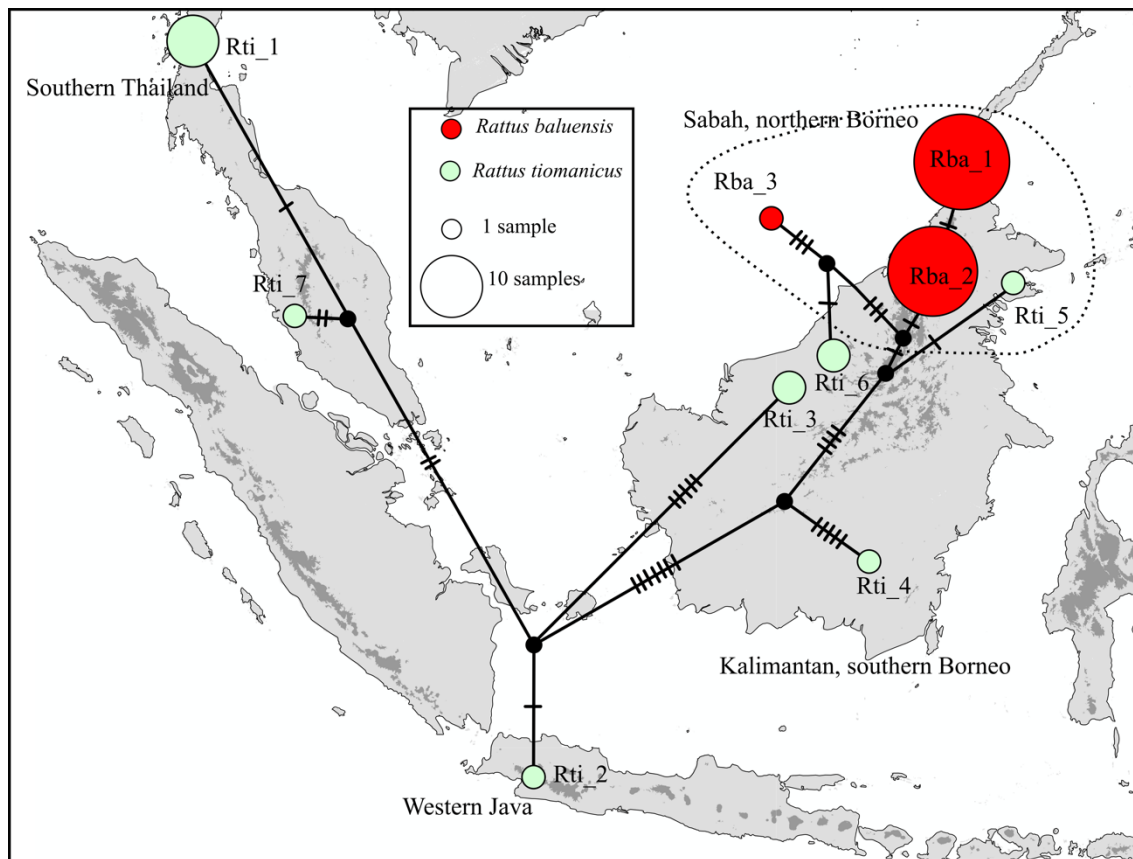 Rti_1
Southern Thailand
Rattus baluensis
Rattus tiomanicus
1 sample
10 samples
Sabah, northern Borneo
Rba_1
Rba_3
Rba_2
Rti_7
Rti_5
Rti_6
Rti_3
Rti_4
Kalimantan, southern Borneo
Rti_2
Western Java